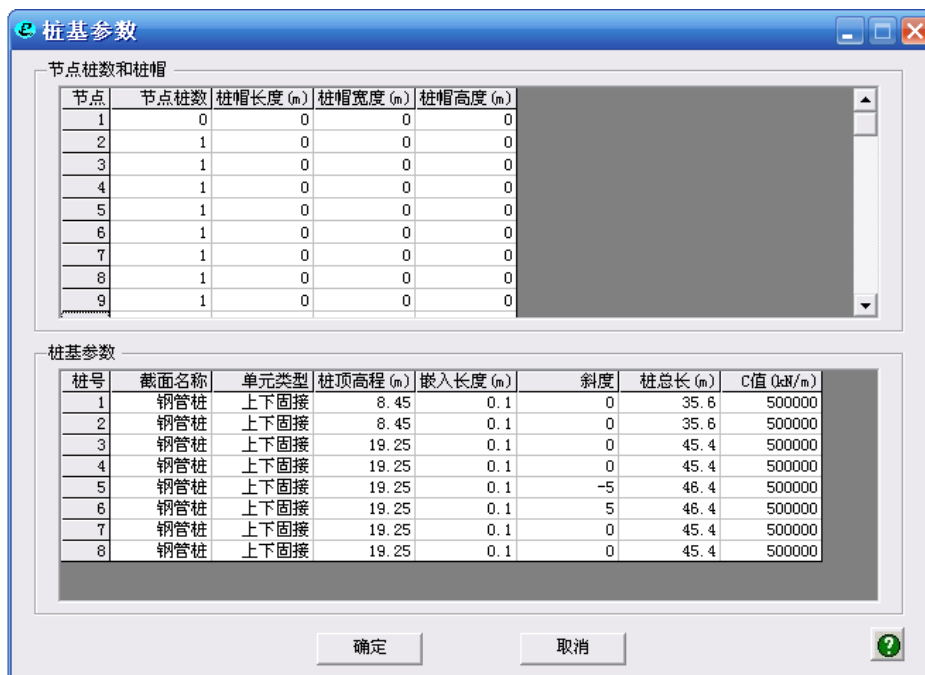 桩基参数
节点桩数和桩帽
节点 节点桩数 桩帽长度(m) 桩帽宽度(m) 桩帽高度(m)
1 0 0 0 0
2 1 0 0 0
3 1 0 0 0
4 1 0 0 0
5 1 0 0 0
6 1 0 0 0
7 1 0 0 0
8 1 0 0 0
9 1 0 0 0
桩基参数
桩号 截面名称 单元类型 桩顶高程(m) 嵌入长度(m) 斜度 桩总长(m) C值(kN/m)
1 钢管桩 上下固接 8.45 0.1 0 35.6 500000
2 钢管桩 上下固接 8.45 0.1 0 35.6 500000
3 钢管桩 上下固接 19.25 0.1 0 45.4 500000
4 钢管桩 上下固接 19.25 0.1 0 45.4 500000
5 钢管桩 上下固接 19.25 0.1 -5 46.4 500000
6 钢管桩 上下固接 19.25 0.1 5 46.4 500000
7 钢管桩 上下固接 19.25 0.1 0 45.4 500000
8 钢管桩 上下固接 19.25 0.1 0 45.4 500000
确定 取消